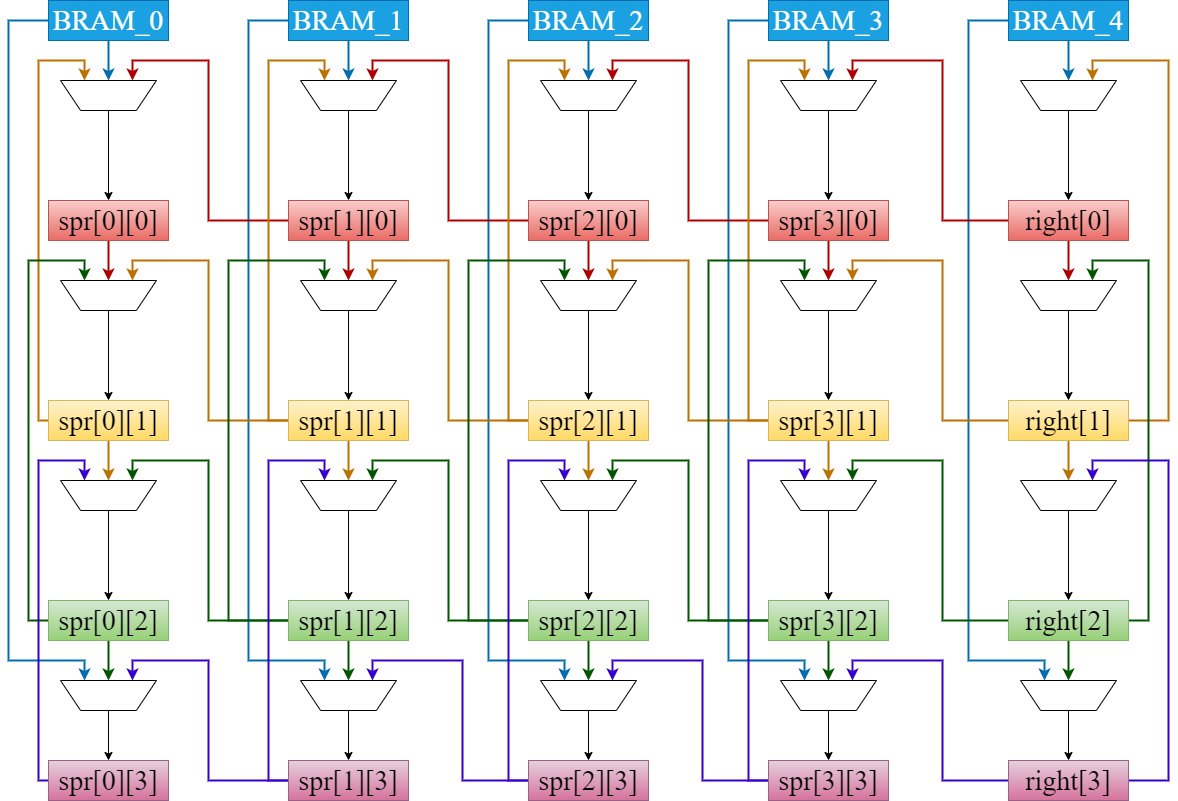 BRAM_0 BRAM_1 BRAM_2 BRAM_3 BRAM_4
spr[0][0] spr[1][0] spr[2][0] spr[3][0] right[0]
spr[0][1] spr[1][1] spr[2][1] spr[3][1] right[1]
spr[0][2] spr[1][2] spr[2][2] spr[3][2] right[2]
spr[0][3] spr[1][3] spr[2][3] spr[3][3] right[3]